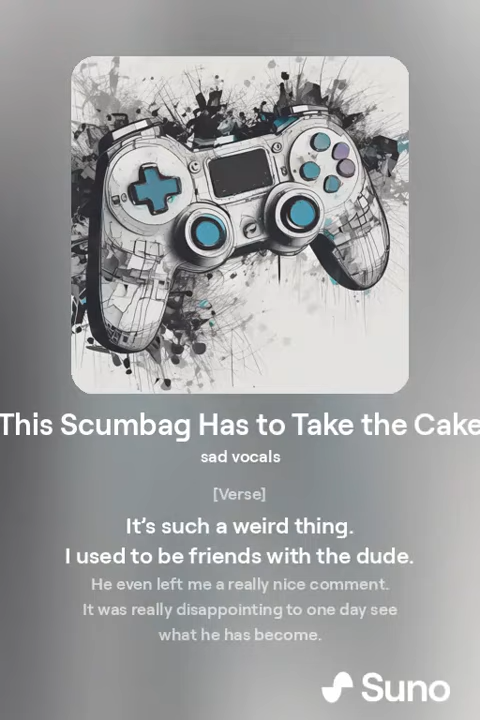 This Scumbag Has to Take the Cake
sad vocals
[Verse]
It’s such a weird thing.
I used to be friends with the dude.
He even left me a really nice comment.
It was really disappointing to one day see
what he has become.
Suno